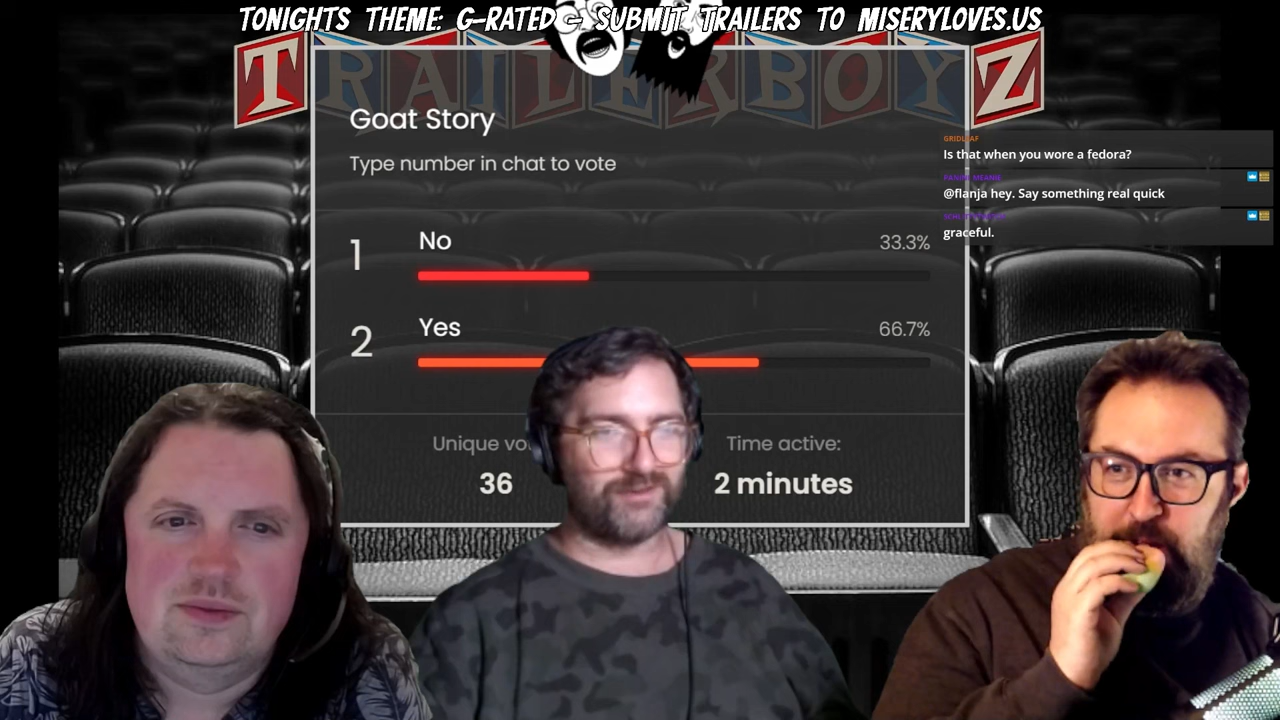 TONIGHTS THEME: G-RATED - SUBMIT TRAILERS TO MISERYLOVES.US
TRAILERBOYZ
Goat Story
Type number in chat to vote
1 No 33.3%
2 Yes 66.7%
Unique vo
Time active:
36
2 minutes
Is that when you wore a fedora?
@flanja hey. Say something real quick
graceful.